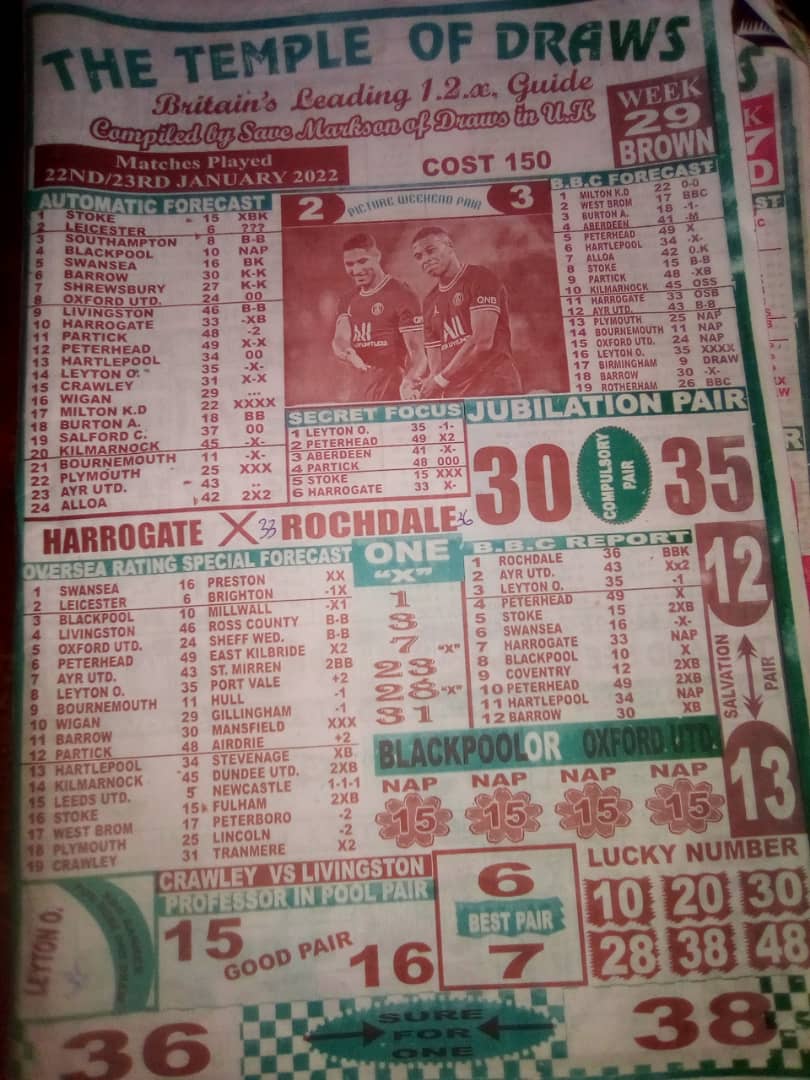 THE TEMPLE OF DRAWS
Britain's Leading 1.2.x. Guide
Compiled by Save Markson of Draws in U.K
WEEK
29
BROWN
Matches Played
22ND/23RD JANUARY 2022
COST 150
AUTOMATIC FORECAST
1 STOKE 15 XBK
2 LEICESTER 6 ???
3 SOUTHAMPTON 8 B-B
4 BLACKPOOL 10 NAP
5 SWANSEA 16 BK
6 BARROW 30 K-K
7 SHREWSBURY 27 K-K
8 OXFORD UTD. 24 00
9 LIVINGSTON 46 B-B
10 HARROGATE 33 -XB
11 PARTICK 48 -2
12 PETERHEAD 49 X-X
13 HARTLEPOOL 34 00
14 LEYTON O. 35 -X-
15 CRAWLEY 31 X-X
16 WIGAN 29 ...
17 MILTON K.D 22 XXXX
18 BURTON A. 18 BB
19 SALFORD C. 37 00
20 KILMARNOCK 45 -X-
21 BOURNEMOUTH 11 -X-
22 PLYMOUTH 25 XXX
23 AYR UTD. 43 ..
24 ALLOA 42 2X2
2 PICTURE WEEHEND PAIR 3
QNB
QNB
ALL
ALL
B.B.C FORECAST
1 MILTON K.D 22 0-0
2 WEST BROM 17 BBC
3 BURTON A. 18 -1-
4 ABERDEEN 41 -M
5 PETERHEAD 49 X
6 HARTLEPOOL 34 -X-
7 ALLOA 42 O.K
8 STOKE 15 B-B
9 PARTICK 48 -XB
10 KILMARNOCK 45 OSS
11 HARROGATE 33 OSB
12 AYR UTD. 43 B-B
13 PLYMOUTH 25 NAP
14 BOURNEMOUTH 11 NAP
15 OXFORD UTD. 24 NAP
16 LEYTON O. 35 XXXX
17 BIRMINGHAM 9 DRAW
18 BARROW 30 -X-
19 ROTHERHAM 26 BBC
SECRET FOCUS
1 LEYTON O. 35 -1-
2 PETERHEAD 49 X2
3 ABERDEEN 41 -X-
4 PARTICK 48 000
5 STOKE 15 XXX
6 HARROGATE 33 X-
JUBILATION PAIR
30 COMPULSORY PAIR 35
HARROGATE X 33 ROCHDALE 36
OVERSEA RATING SPECIAL FORECAST
1 SWANSEA 16 PRESTON XX
2 LEICESTER 6 BRIGHTON -1X
3 BLACKPOOL 10 MILLWALL -X1
4 LIVINGSTON 46 ROSS COUNTY B-B
5 OXFORD UTD. 24 SHEFF WED. B-B
6 PETERHEAD 49 EAST KILBRIDE X2
7 AYR UTD. 43 ST. MIRREN 2BB
8 LEYTON O. 35 PORT VALE +2
9 BOURNEMOUTH 11 HULL -1
10 WIGAN 29 GILLINGHAM -1
11 BARROW 30 MANSFIELD XXX
12 PARTICK 48 AIRDRIE +2
13 HARTLEPOOL 34 STEVENAGE XB
14 KILMARNOCK 45 DUNDEE UTD. 2XB
15 LEEDS UTD. 5 NEWCASTLE 1-1-1
16 STOKE 15 FULHAM 2XB
17 WEST BROM 17 PETERBORO -2
18 PLYMOUTH 25 LINCOLN -2
19 CRAWLEY 31 TRANMERE X2
ONE
"X"
1
3
7 "X"
23
28 "X"
31
B.B.C REPORT
1 ROCHDALE 36 BBK
2 AYR UTD. 43 Xx2
3 LEYTON O. 35 -1
4 PETERHEAD 49 X
5 STOKE 15 2XB
6 SWANSEA 16 -X-
7 HARROGATE 33 NAP
8 BLACKPOOL 10 X
9 COVENTRY 12 2XB
10 PETERHEAD 49 2XB
11 HARTLEPOOL 34 NAP
12 BARROW 30 XB
12
SALVATION PAIR
13
BLACKPOOL OR OXFORD UTD.
NAP NAP NAP NAP
15 15 15 15
CRAWLEY VS LIVINGSTON
PROFESSOR IN POOL PAIR
15 GOOD PAIR 16
6
BEST PAIR
7
LUCKY NUMBER
10 20 30
28 38 48
LEYTON O.
36
SURE
FOR
ONE
38